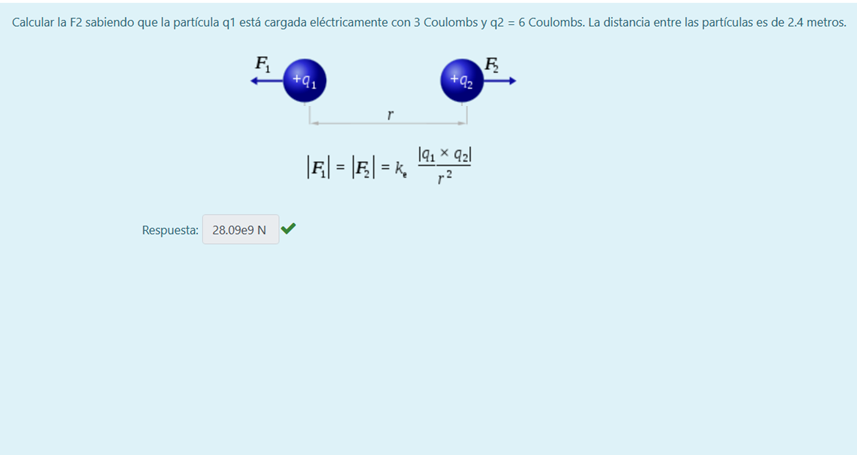 Calcular la F2 sabiendo que la partícula q1 está cargada eléctricamente con 3 Coulombs y q2 = 6 Coulombs. La distancia entre las partículas es de 2.4 metros.
F₁ +q₁ +q₂ F₂
r
|F₁| = |F₂| = kₑ |q₁ × q₂| / r²
Respuesta: 28.09e9 N